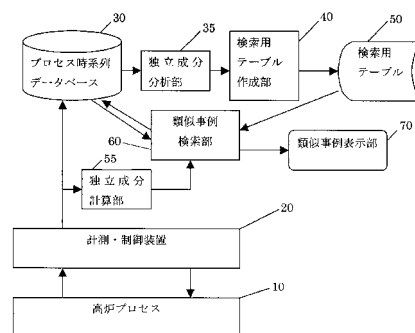 30
プロセス時系列
データベース
35
独立成分
分析部
40
検索用
テーブル
作成部
50
検索用
テーブル
60
類似事例
検索部
70
類似事例表示部
55
独立成分
計算部
20
計測・制御装置
10
高炉プロセス